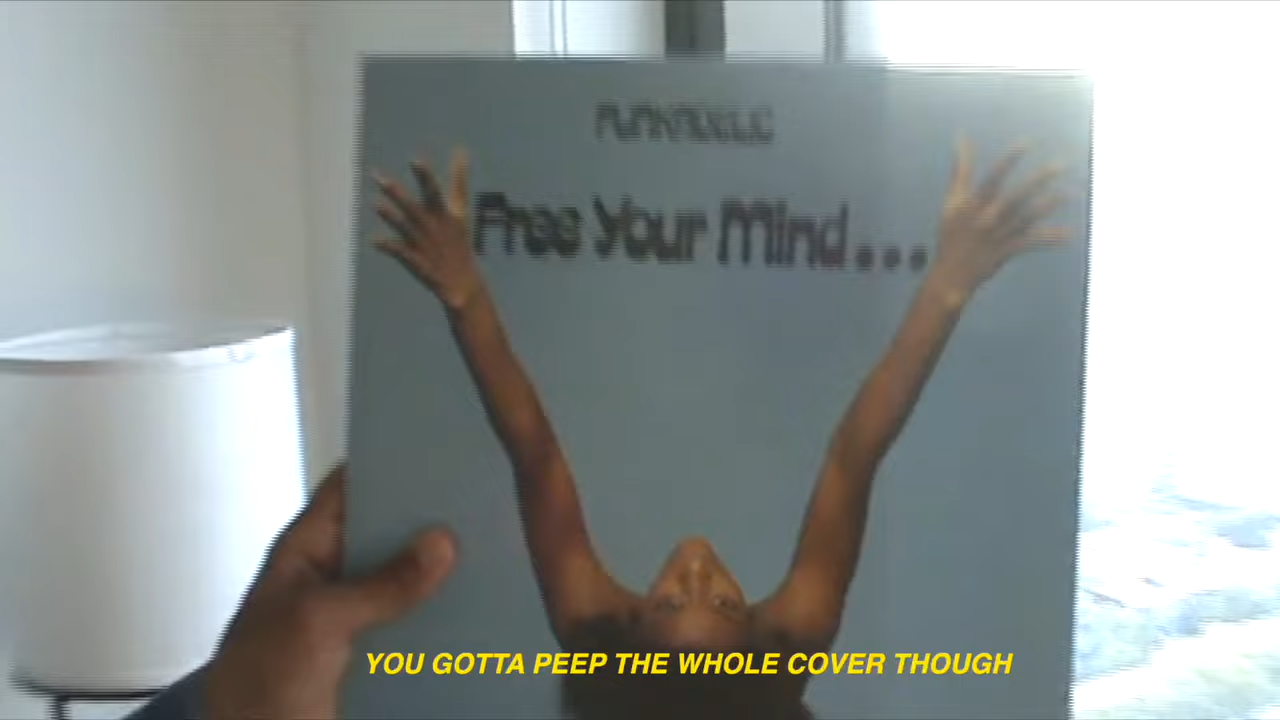 FUNKADELIC
Free Your Mind...
YOU GOTTA PEEP THE WHOLE COVER THOUGH